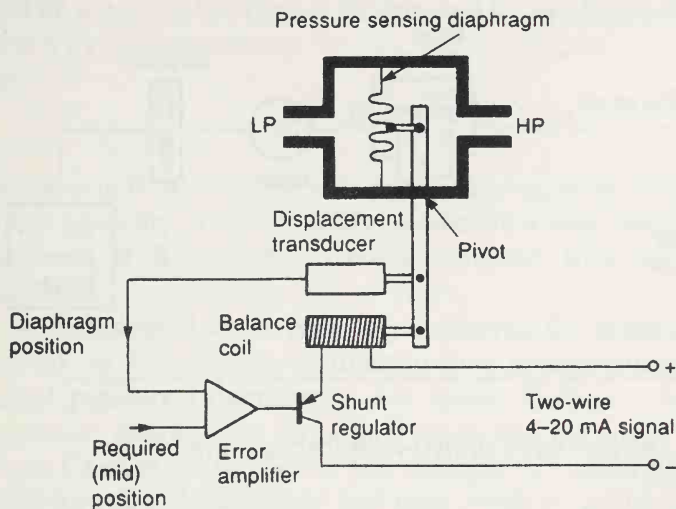 Pressure sensing diaphragm
LP
HP
Displacement
transducer
Pivot
Diaphragm
position
Balance
coil
+
Shunt
regulator
Two-wire
4–20 mA signal
Required
(mid)
position
Error
amplifier
–